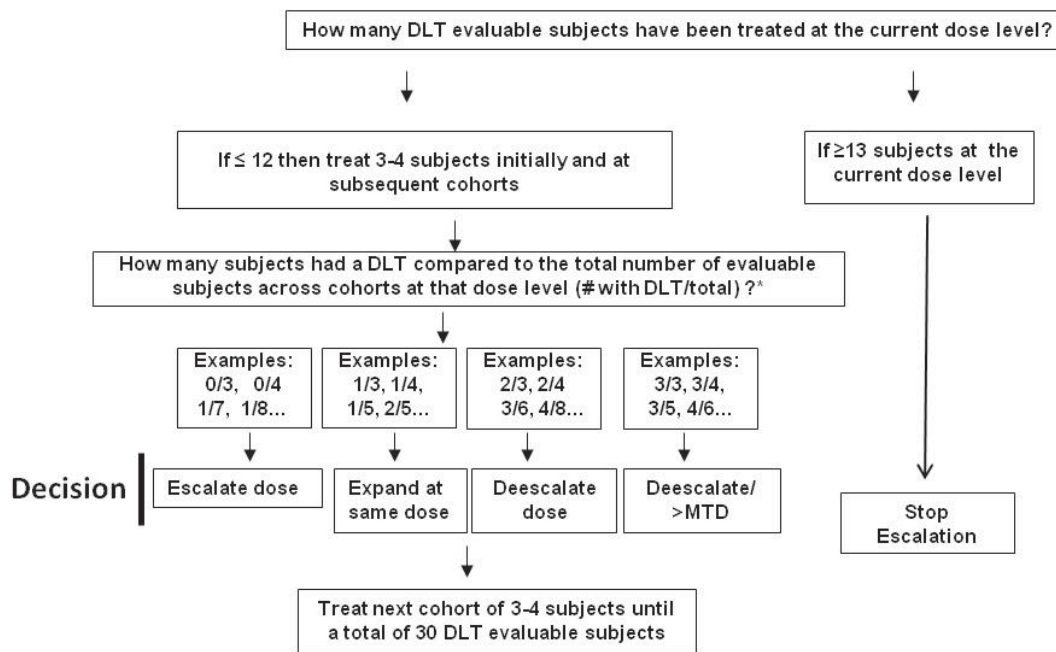 How many DLT evaluable subjects have been treated at the current dose level?
If ≤ 12 then treat 3-4 subjects initially and at
subsequent cohorts
If ≥13 subjects at the
current dose level
How many subjects had a DLT compared to the total number of evaluable
subjects across cohorts at that dose level (# with DLT/total) ?*
Examples:
0/3, 0/4
1/7, 1/8...
Examples:
1/3, 1/4,
1/5, 2/5...
Examples:
2/3, 2/4
3/6, 4/8...
Examples:
3/3, 3/4,
3/5, 4/6...
Decision
Escalate dose
Expand at
same dose
Deescalate
dose
Deescalate/
>MTD
Stop
Escalation
Treat next cohort of 3-4 subjects until
a total of 30 DLT evaluable subjects